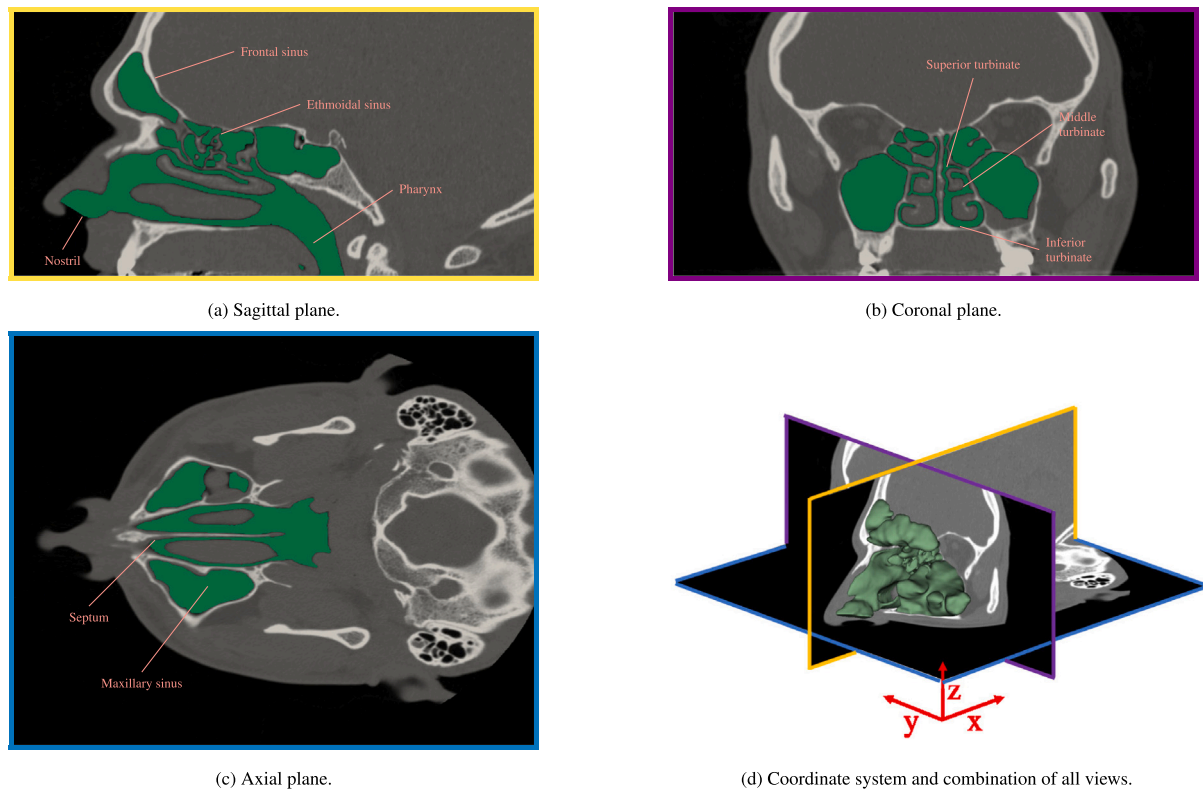 Frontal sinus
Ethmoidal sinus
Pharynx
Nostril
(a) Sagittal plane.
Superior turbinate
Middle
turbinate
Inferior
turbinate
(b) Coronal plane.
Septum
Maxillary sinus
(c) Axial plane.
z
y
x
(d) Coordinate system and combination of all views.